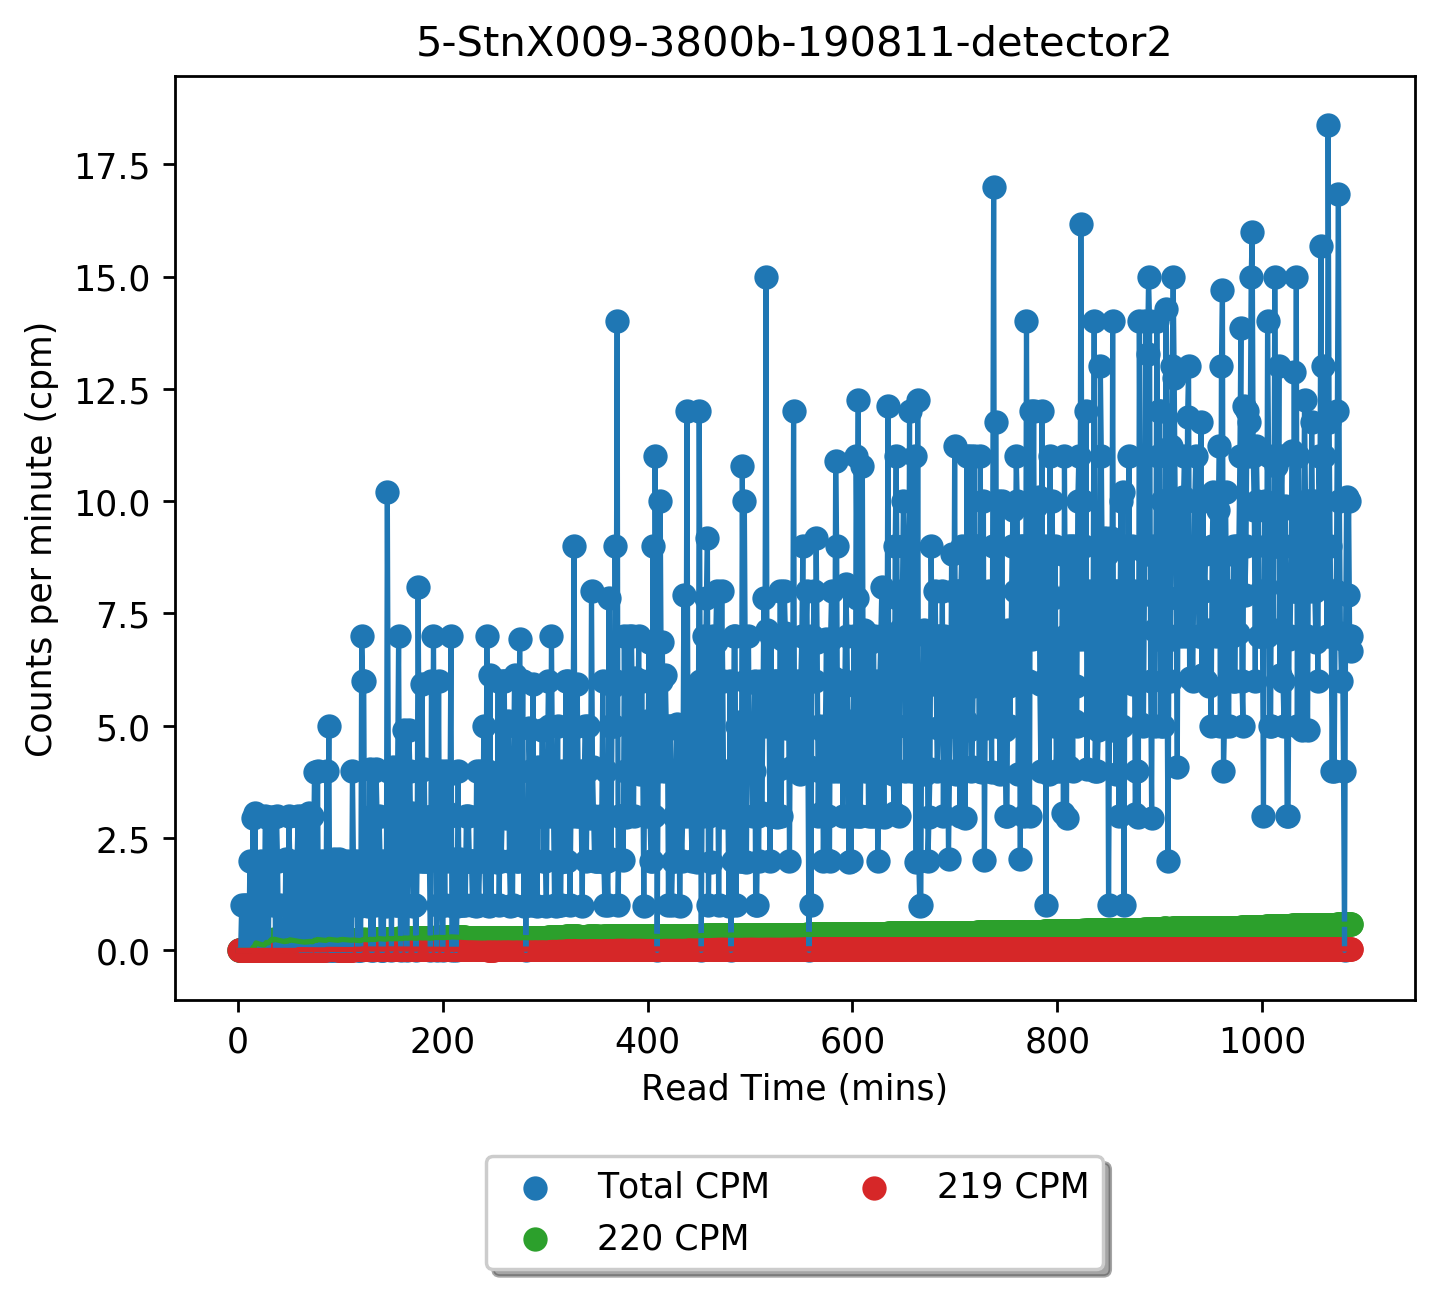 5-StnX009-3800b-190811-detector2
Counts per minute (cpm)
17.5
15.0
12.5
10.0
7.5
5.0
2.5
0.0
0 200 400 600 800 1000
Read Time (mins)
Total CPM 219 CPM
220 CPM